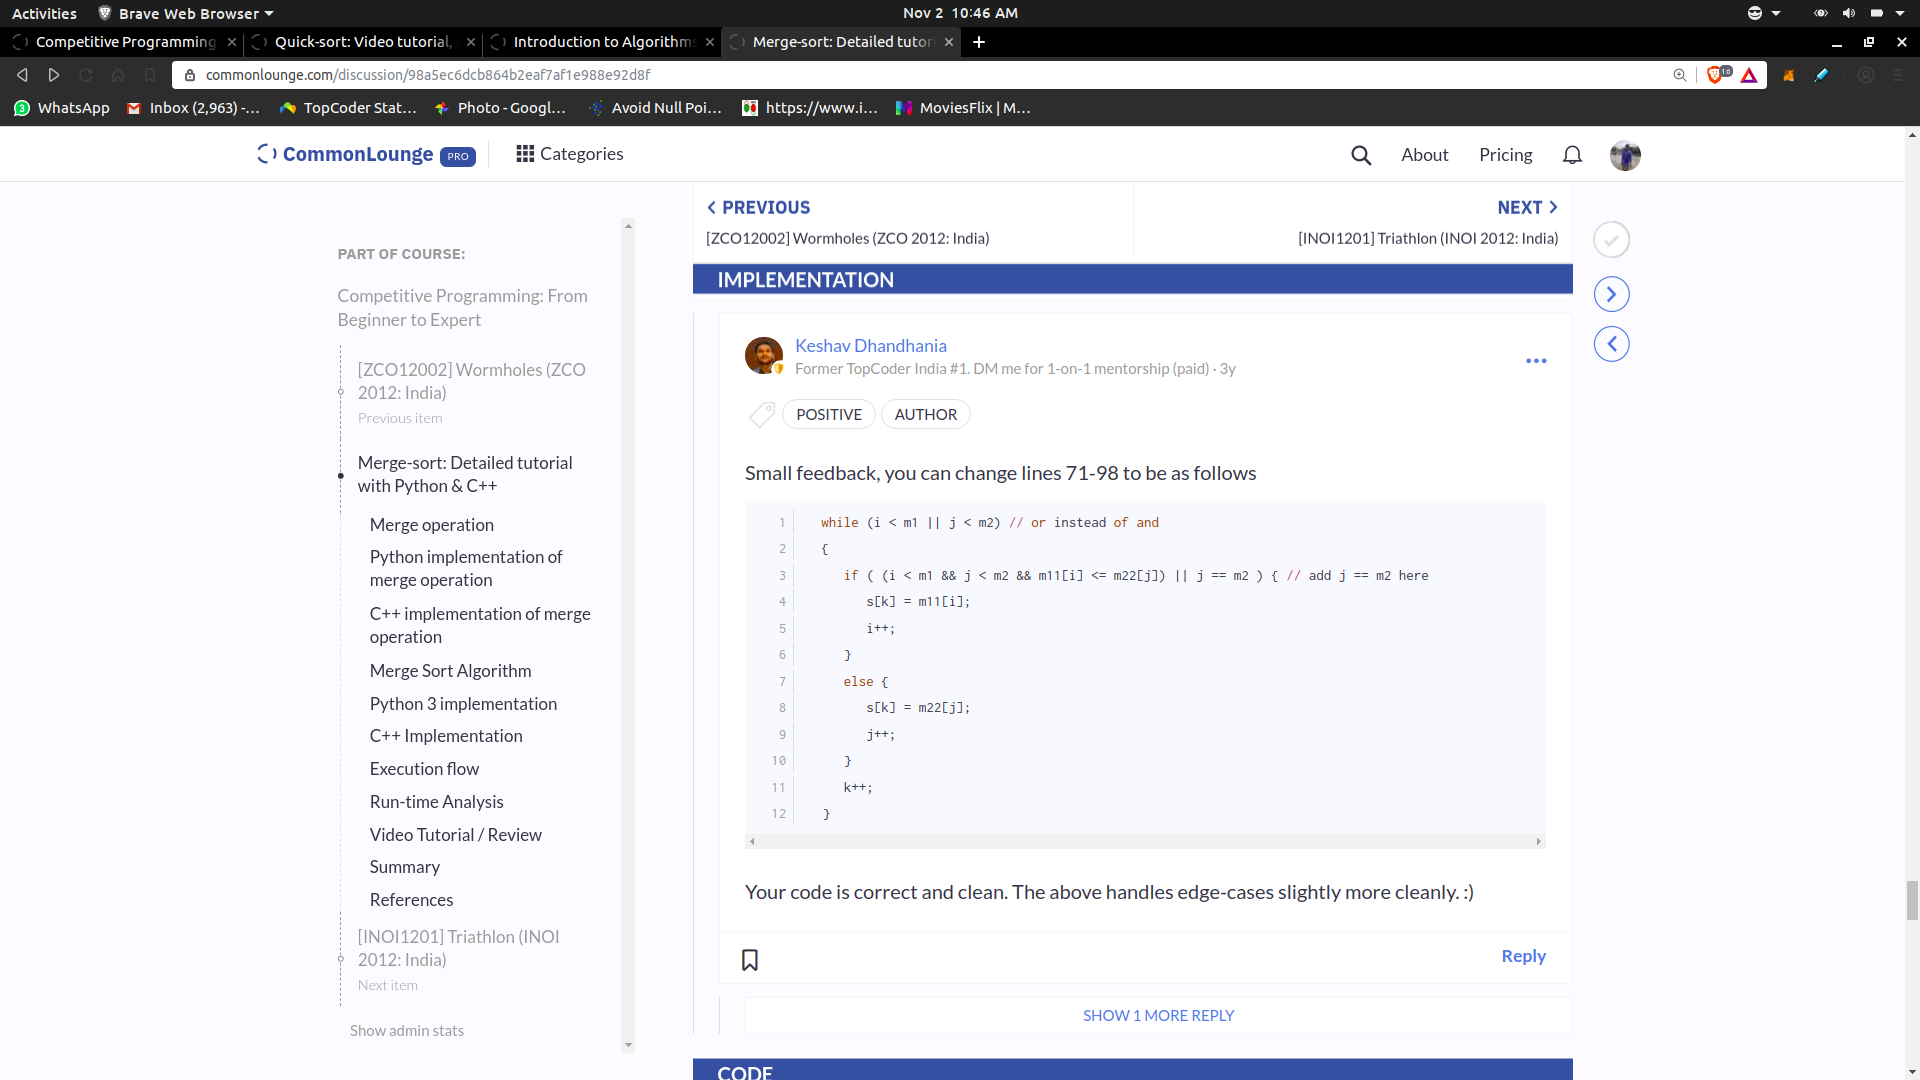 Activities Brave Web Browser Nov 2 10:46 AM
Competitive Programming Quick-sort: Video tutorial, Introduction to Algorithms Merge-sort: Detailed tutori
commonlounge.com/discussion/98a5ec6dcb864b2eaf7af1e988e92d8f 16
3 WhatsApp Inbox (2,963) -... TopCoder Stat... Photo - Googl... Avoid Null Poi... https://www.i... MoviesFlix | M...
CommonLounge PRO Categories About Pricing
PREVIOUS NEXT
[ZCO12002] Wormholes (ZCO 2012: India) [INOI1201] Triathlon (INOI 2012: India)
PART OF COURSE:
Competitive Programming: From
Beginner to Expert
[ZCO12002] Wormholes (ZCO
2012: India)
Previous item
Merge-sort: Detailed tutorial
with Python & C++
Merge operation
Python implementation of
merge operation
C++ implementation of merge
operation
Merge Sort Algorithm
Python 3 implementation
C++ Implementation
Execution flow
Run-time Analysis
Video Tutorial / Review
Summary
References
[INOI1201] Triathlon (INOI
2012: India)
Next item
Show admin stats
IMPLEMENTATION
Keshav Dhandhania
Former TopCoder India #1. DM me for 1-on-1 mentorship (paid) · 3y
POSITIVE AUTHOR
Small feedback, you can change lines 71-98 to be as follows
1 while (i < m1 || j < m2) // or instead of and
2 {
3 if ( (i < m1 && j < m2 && m11[i] <= m22[j]) || j == m2 ) { // add j == m2 here
4 s[k] = m11[i];
5 i++;
6 }
7 else {
8 s[k] = m22[j];
9 j++;
10 }
11 k++;
12 }
Your code is correct and clean. The above handles edge-cases slightly more cleanly. :)
Reply
SHOW 1 MORE REPLY
CODE